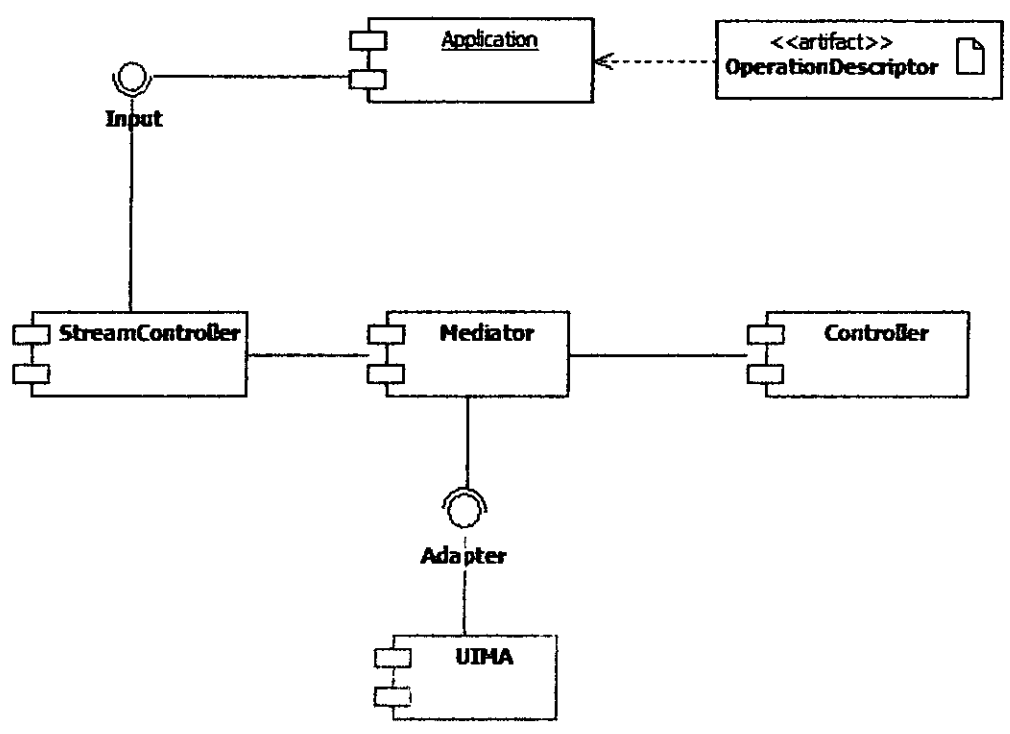 Application
<<artifact>>
OperationDescriptor
Input
StreamController
Mediator
Controller
Adapter
UIMA